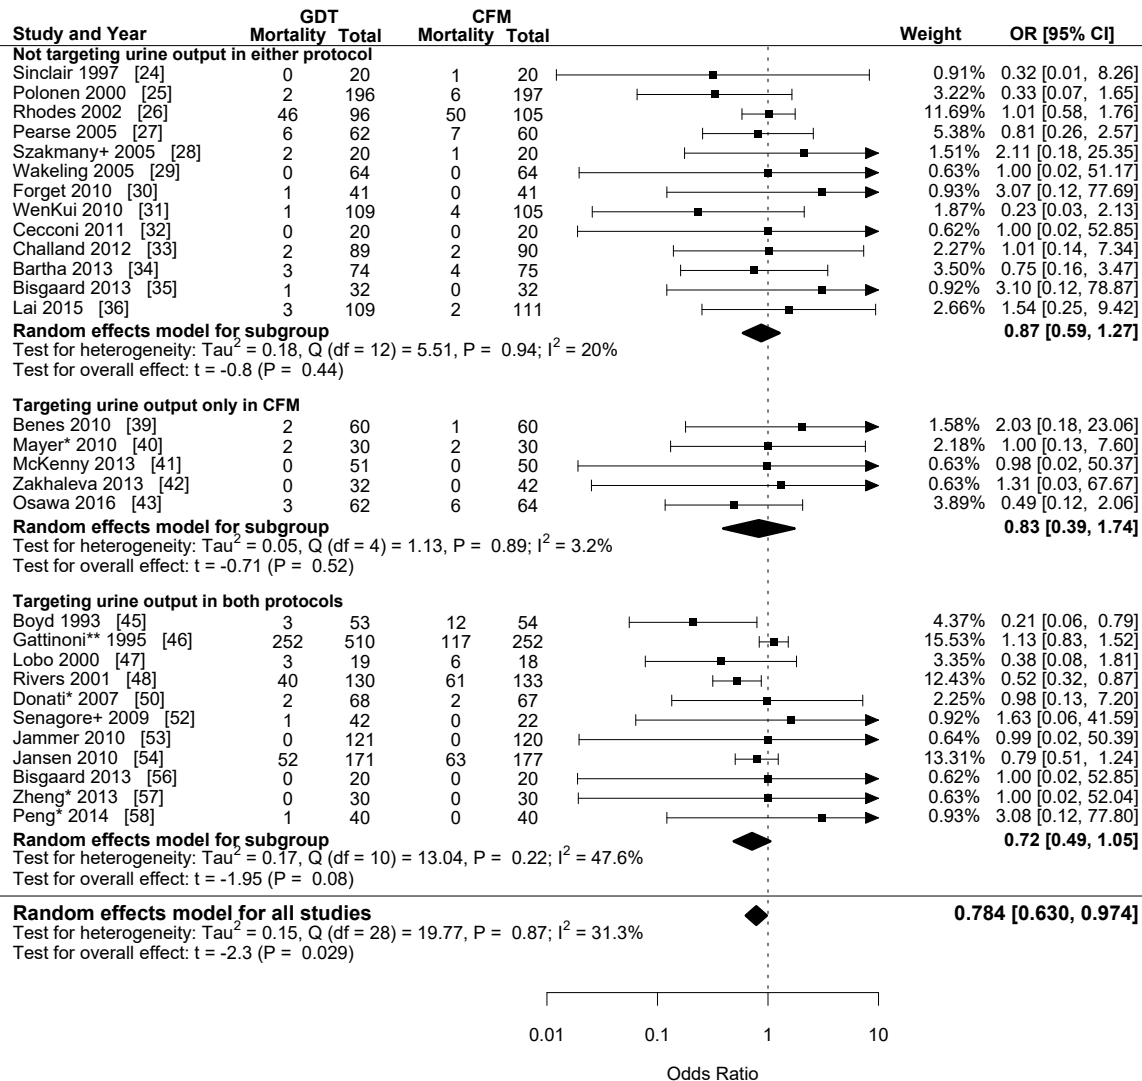 GDT CFM
Study and Year Mortality Total Mortality Total Weight OR [95% CI]
Not targeting urine output in either protocol
Sinclair 1997 [24] 0 20 1 20 0.91% 0.32 [0.01, 8.26]
Polonen 2000 [25] 2 196 6 197 3.22% 0.33 [0.07, 1.65]
Rhodes 2002 [26] 46 96 50 105 11.69% 1.01 [0.58, 1.76]
Pearse 2005 [27] 6 62 7 60 5.38% 0.81 [0.26, 2.57]
Szakmany+ 2005 [28] 2 20 1 20 1.51% 2.11 [0.18, 25.35]
Wakeling 2005 [29] 0 64 0 64 0.63% 1.00 [0.02, 51.17]
Forget 2010 [30] 1 41 0 41 0.93% 3.07 [0.12, 77.69]
WenKui 2010 [31] 1 109 4 105 1.87% 0.23 [0.03, 2.13]
Cecconi 2011 [32] 0 20 0 20 0.62% 1.00 [0.02, 52.85]
Challand 2012 [33] 2 89 2 90 2.27% 1.01 [0.14, 7.34]
Bartha 2013 [34] 3 74 4 75 3.50% 0.75 [0.16, 3.47]
Bisgaard 2013 [35] 1 32 0 32 0.92% 3.10 [0.12, 78.87]
Lai 2015 [36] 3 109 2 111 2.66% 1.54 [0.25, 9.42]
Random effects model for subgroup 0.87 [0.59, 1.27]
Test for heterogeneity: Tau² = 0.18, Q (df = 12) = 5.51, P = 0.94; I² = 20%
Test for overall effect: t = -0.8 (P = 0.44)
Targeting urine output only in CFM
Benes 2010 [39] 2 60 1 60 1.58% 2.03 [0.18, 23.06]
Mayer* 2010 [40] 2 30 2 30 2.18% 1.00 [0.13, 7.60]
McKenny 2013 [41] 0 51 0 50 0.63% 0.98 [0.02, 50.37]
Zakhaleva 2013 [42] 0 32 0 42 0.63% 1.31 [0.03, 67.67]
Osawa 2016 [43] 3 62 6 64 3.89% 0.49 [0.12, 2.06]
Random effects model for subgroup 0.83 [0.39, 1.74]
Test for heterogeneity: Tau² = 0.05, Q (df = 4) = 1.13, P = 0.89; I² = 3.2%
Test for overall effect: t = -0.71 (P = 0.52)
Targeting urine output in both protocols
Boyd 1993 [45] 3 53 12 54 4.37% 0.21 [0.06, 0.79]
Gattinoni** 1995 [46] 252 510 117 252 15.53% 1.13 [0.83, 1.52]
Lobo 2000 [47] 3 19 6 18 3.35% 0.38 [0.08, 1.81]
Rivers 2001 [48] 40 130 61 133 12.43% 0.52 [0.32, 0.87]
Donati* 2007 [50] 2 68 2 67 2.25% 0.98 [0.13, 7.20]
Senagore+ 2009 [52] 1 42 0 22 0.92% 1.63 [0.06, 41.59]
Jammer 2010 [53] 0 121 0 120 0.64% 0.99 [0.02, 50.39]
Jansen 2010 [54] 52 171 63 177 13.31% 0.79 [0.51, 1.24]
Bisgaard 2013 [56] 0 20 0 20 0.62% 1.00 [0.02, 52.85]
Zheng* 2013 [57] 0 30 0 30 0.63% 1.00 [0.02, 52.04]
Peng* 2014 [58] 1 40 0 40 0.93% 3.08 [0.12, 77.80]
Random effects model for subgroup 0.72 [0.49, 1.05]
Test for heterogeneity: Tau² = 0.17, Q (df = 10) = 13.04, P = 0.22; I² = 47.6%
Test for overall effect: t = -1.95 (P = 0.08)
Random effects model for all studies 0.784 [0.630, 0.974]
Test for heterogeneity: Tau² = 0.15, Q (df = 28) = 19.77, P = 0.87; I² = 31.3%
Test for overall effect: t = -2.3 (P = 0.029)
0.01 0.1 1 10
Odds Ratio